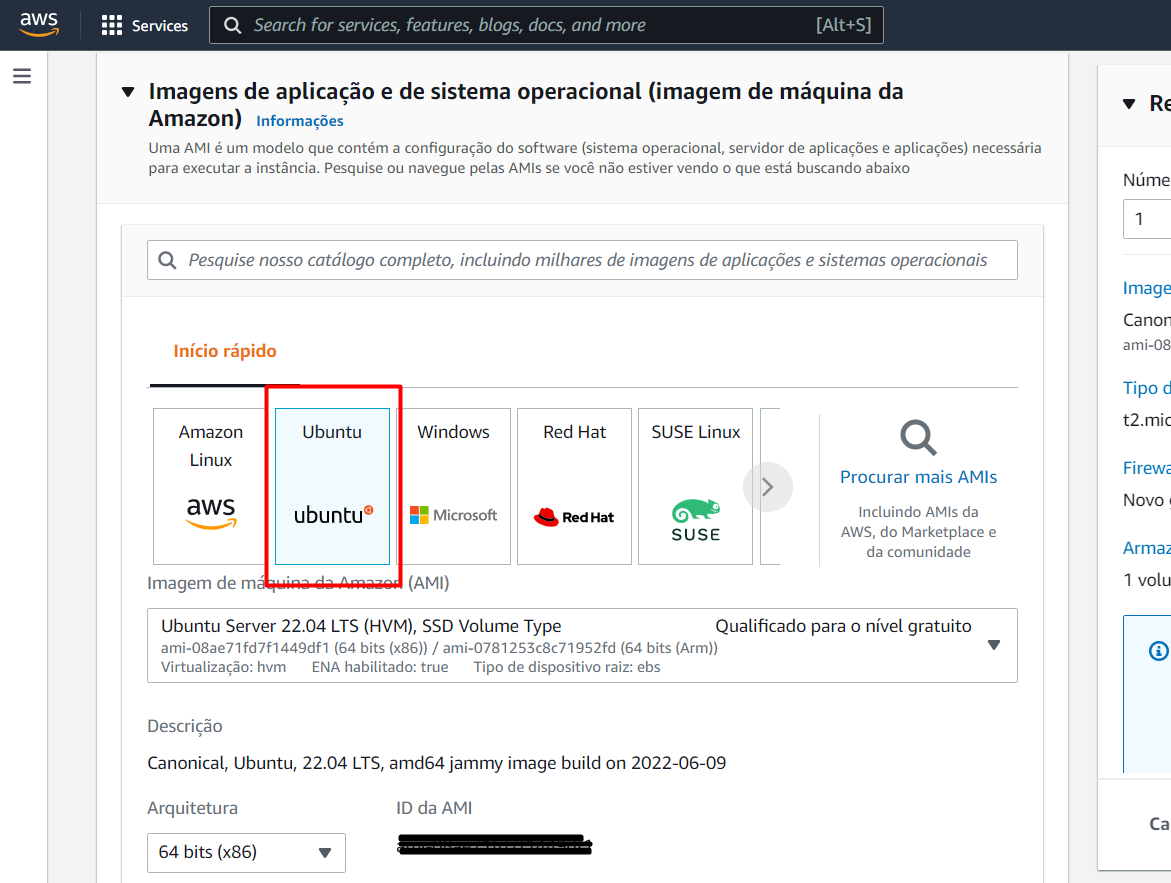 aws
Services
Search for services, features, blogs, docs, and more
[Alt+S]
Imagens de aplicação e de sistema operacional (imagem de máquina da
Amazon) Informações
Uma AMI é um modelo que contém a configuração do software (sistema operacional, servidor de aplicações e aplicações) necessária
para executar a instância. Pesquise ou navegue pelas AMIs se você não estiver vendo o que está buscando abaixo
Pesquise nosso catálogo completo, incluindo milhares de imagens de aplicações e sistemas operacionais
Início rápido
Amazon
Linux
aws
Ubuntu
ubuntu
Windows
Microsoft
Red Hat
Red Hat
SUSE Linux
SUSE
Procurar mais AMIs
Incluindo AMIs da
AWS, do Marketplace e
da comunidade
Imagem de máquina da Amazon (AMI)
Ubuntu Server 22.04 LTS (HVM), SSD Volume Type
Qualificado para o nível gratuito
ami-08ae71fd7f1449df1 (64 bits (x86)) / ami-0781253c8c71952fd (64 bits (Arm))
Virtualização: hvm ENA habilitado: true Tipo de dispositivo raiz: ebs
Descrição
Canonical, Ubuntu, 22.04 LTS, amd64 jammy image build on 2022-06-09
Arquitetura
64 bits (x86)
ID da AMI
Re
Núme
1
Image
Canon
ami-08
Tipo d
t2.mic
Firewa
Novo
Armaz
1 volu
Ca